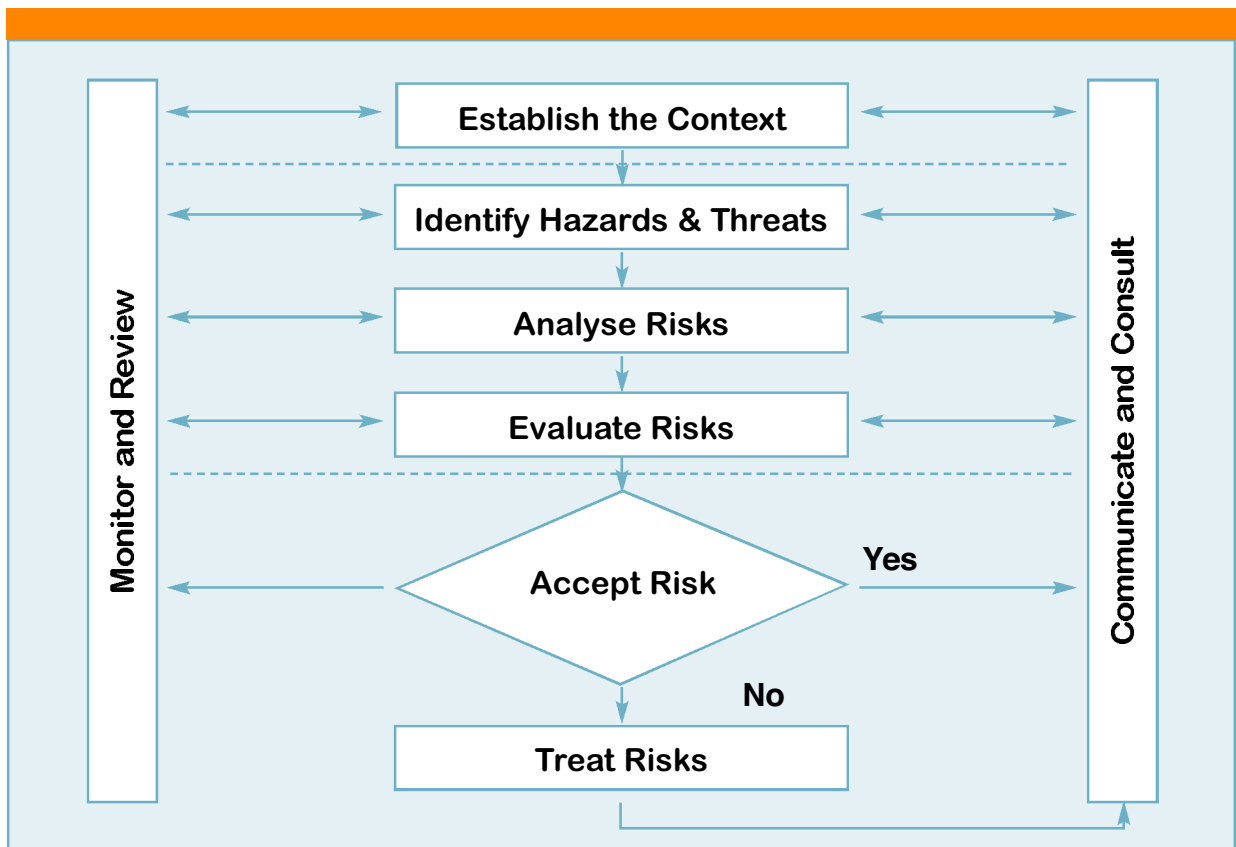 Establish the Context
Identify Hazards & Threats
Analyse Risks
Evaluate Risks
Accept Risk
Yes
No
Treat Risks
Monitor and Review
Communicate and Consult